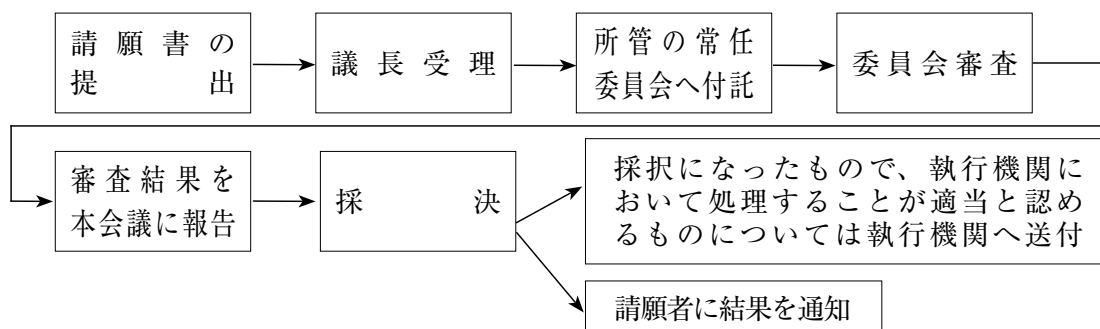 請願書の
提出
議長受理
所管の常任
委員会へ付託
委員会審査
審査結果を
本会議に報告
採決
採択になったもので、執行機関に
おいて処理することが適当と認め
るものについては執行機関へ送付
請願者に結果を通知